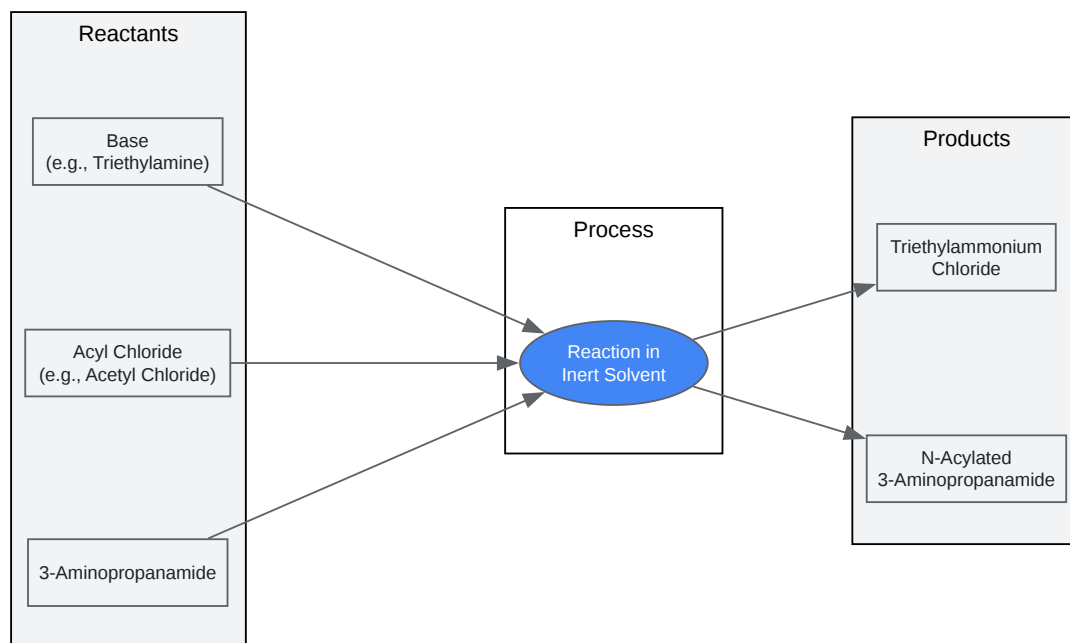 Reactants
Base
(e.g., Triethylamine)
Acyl Chloride
(e.g., Acetyl Chloride)
3-Aminopropanamide
Process
Reaction in
Inert Solvent
Products
Triethylammonium
Chloride
N-Acylated
3-Aminopropanamide